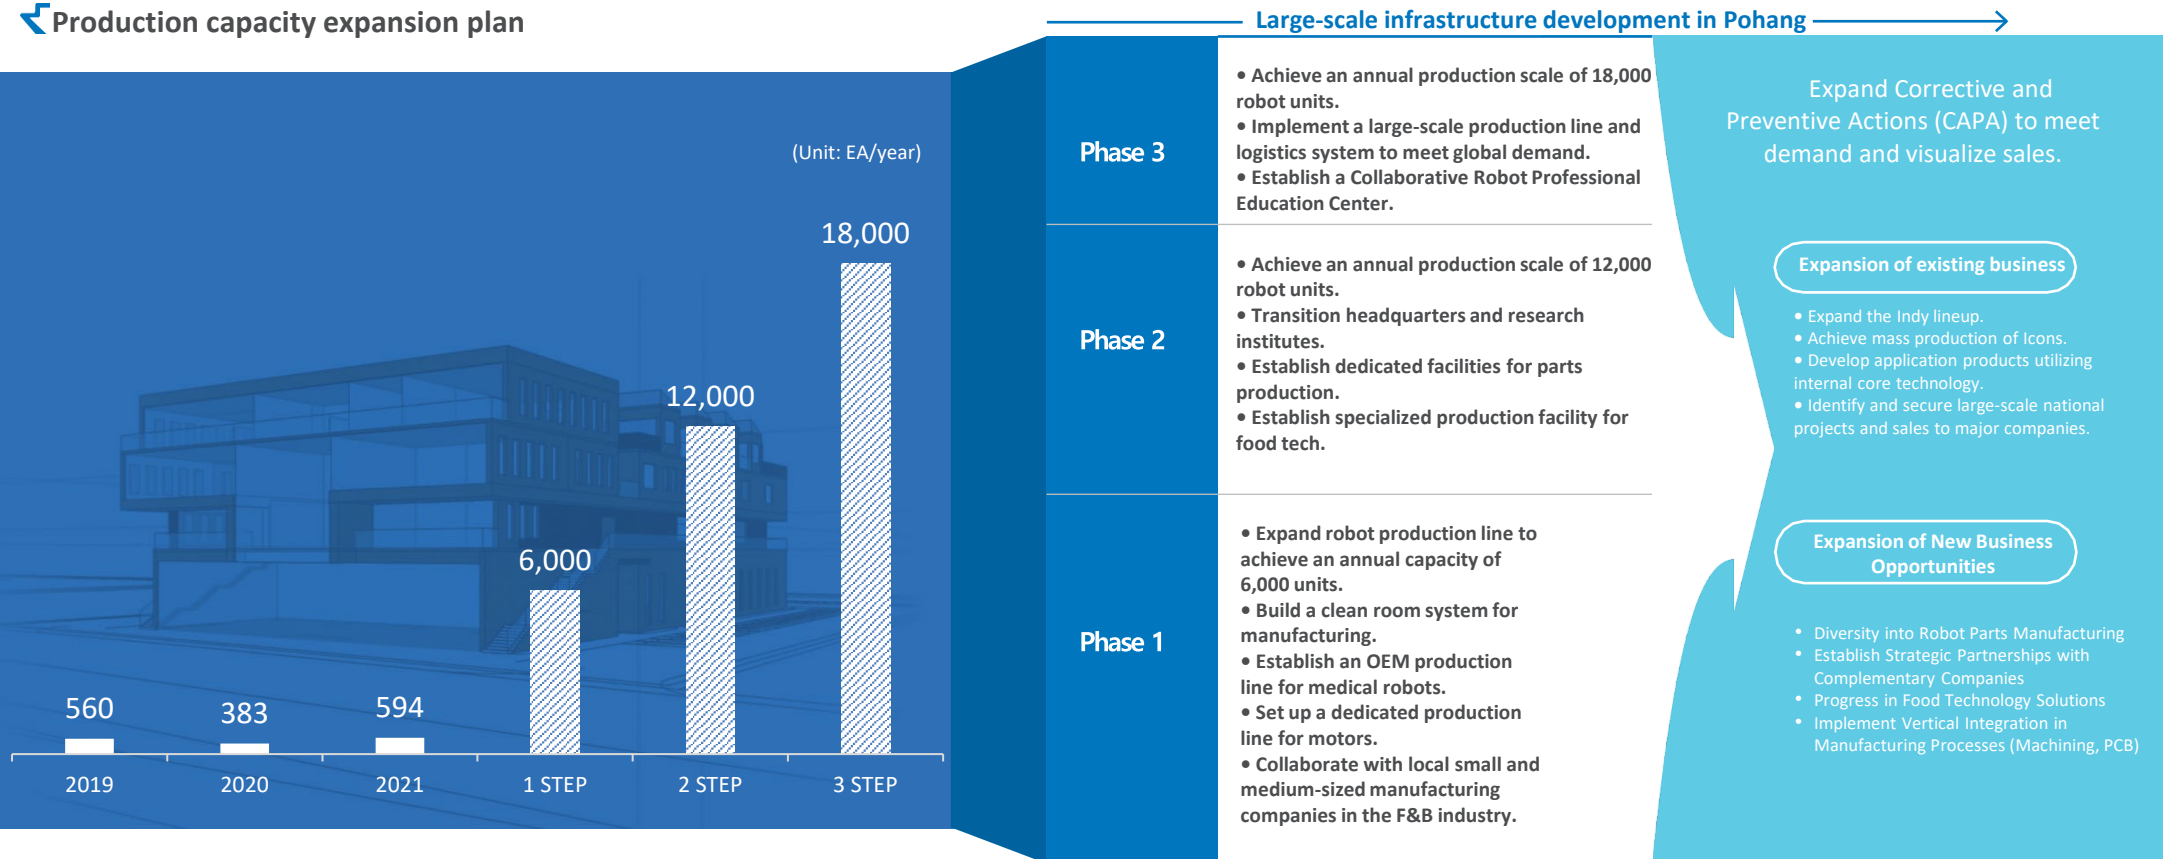 Production capacity expansion plan
Large-scale infrastructure development in Pohang
(Unit: EA/year)
560
383
594
6,000
12,000
18,000
2019
2020
2021
1 STEP
2 STEP
3 STEP
Phase 3
• Achieve an annual production scale of 18,000
robot units.
• Implement a large-scale production line and
logistics system to meet global demand.
• Establish a Collaborative Robot Professional
Education Center.
Phase 2
• Achieve an annual production scale of 12,000
robot units.
• Transition headquarters and research
institutes.
• Establish dedicated facilities for parts
production.
• Establish specialized production facility for
food tech.
Phase 1
• Expand robot production line to
achieve an annual capacity of
6,000 units.
• Build a clean room system for
manufacturing.
• Establish an OEM production
line for medical robots.
• Set up a dedicated production
line for motors.
• Collaborate with local small and
medium-sized manufacturing
companies in the F&B industry.
Expand Corrective and
Preventive Actions (CAPA) to meet
demand and visualize sales.
Expansion of existing business
• Expand the Indy lineup.
• Achieve mass production of Icons.
• Develop application products utilizing
internal core technology.
• Identify and secure large-scale national
projects and sales to major companies.
Expansion of New Business
Opportunities
• Diversity into Robot Parts Manufacturing
• Establish Strategic Partnerships with
Complementary Companies
• Progress in Food Technology Solutions
• Implement Vertical Integration in
Manufacturing Processes (Machining, PCB)